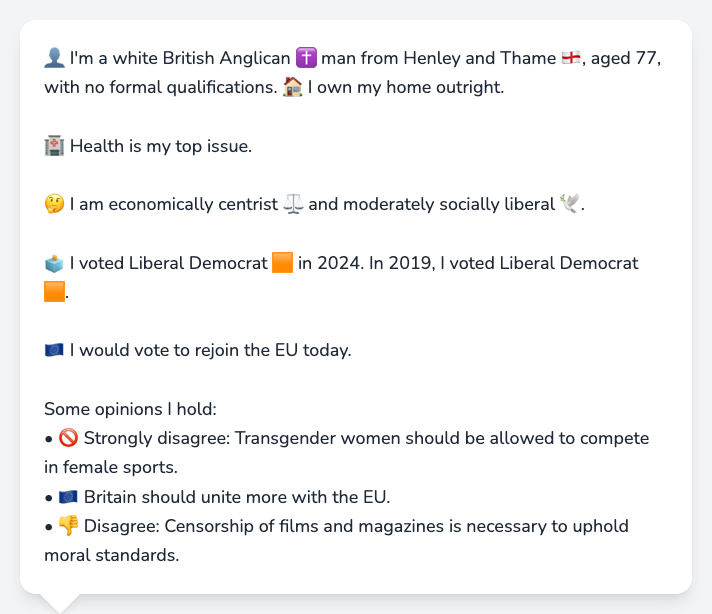 👤 I'm a white British Anglican ✝️ man from Henley and Thame 🏴󠁧󠁢󠁥󠁮󠁧󠁿, aged 77,
with no formal qualifications. 🏠 I own my home outright.
🏥 Health is my top issue.
🤔 I am economically centrist ⚖️ and moderately socially liberal 🕊️.
🗳️ I voted Liberal Democrat 🟧 in 2024. In 2019, I voted Liberal Democrat
🟧.
🇪🇺 I would vote to rejoin the EU today.
Some opinions I hold:
• 🚫 Strongly disagree: Transgender women should be allowed to compete
in female sports.
• 🇪🇺 Britain should unite more with the EU.
• 👎 Disagree: Censorship of films and magazines is necessary to uphold
moral standards.